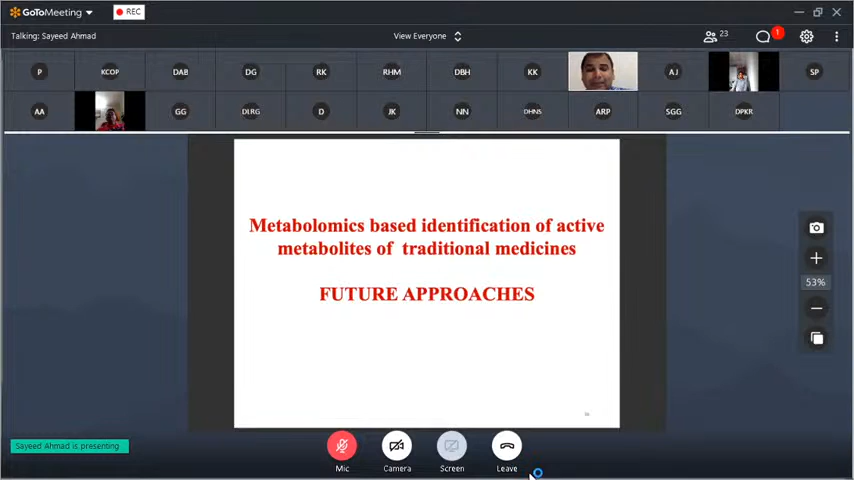 GoToMeeting
REC
Talking: Sayeed Ahmad
View Everyone
23
1
P
KCOP
DAB
DG
RK
RHM
DBH
KK
AJ
SP
AA
GG
DLRG
D
JK
NN
DHNS
ARP
SGG
DPKR
Metabolomics based identification of active
metabolites of traditional medicines
FUTURE APPROACHES
53%
Sayeed Ahmad is presenting
Mic
Camera
Screen
Leave